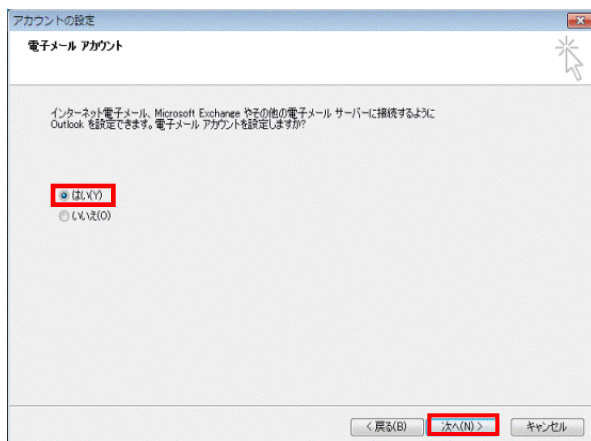 アカウントの設定
電子メール アカウント
インターネット電子メール、Microsoft Exchange やその他の電子メール サーバーに接続するように
Outlook を設定できます。電子メール アカウントを設定しますか?
はい(Y)
いいえ(O)
< 戻る(B) 次へ(N) > キャンセル